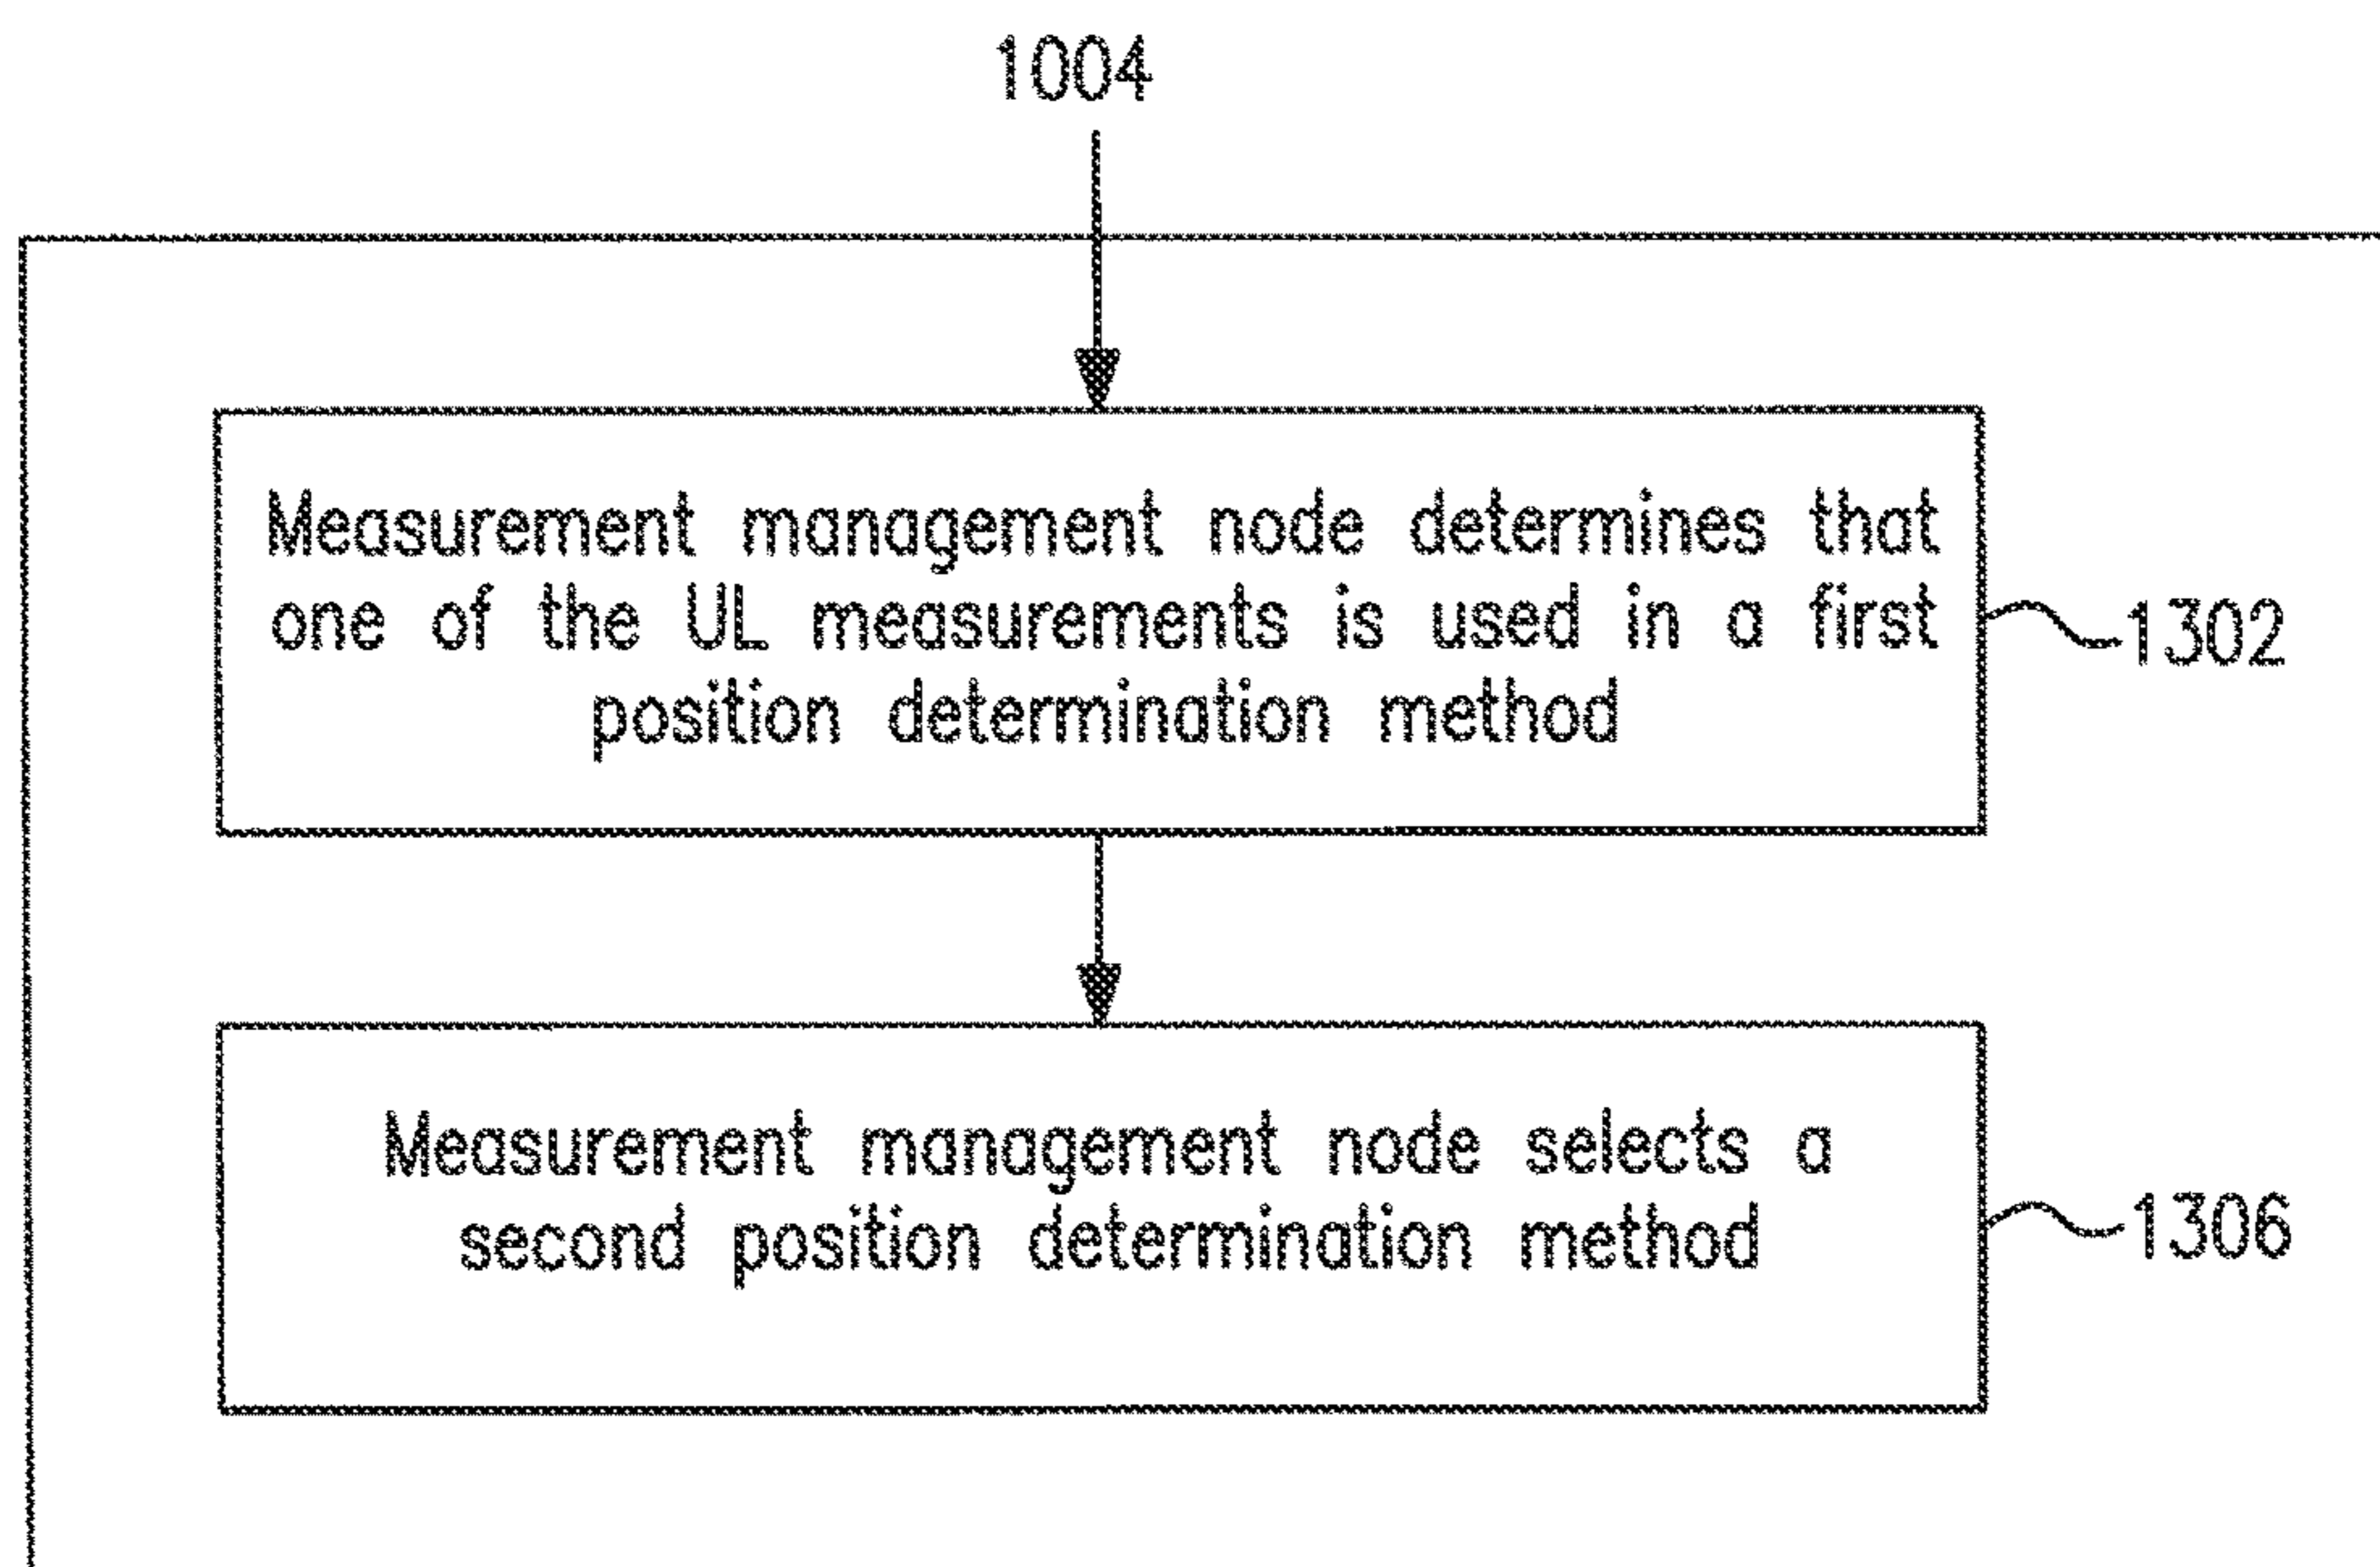 1004
Measurement management node determines that
one of the UL measurements is used in a first
position determination method
1302
Measurement management node selects a
second position determination method
1306